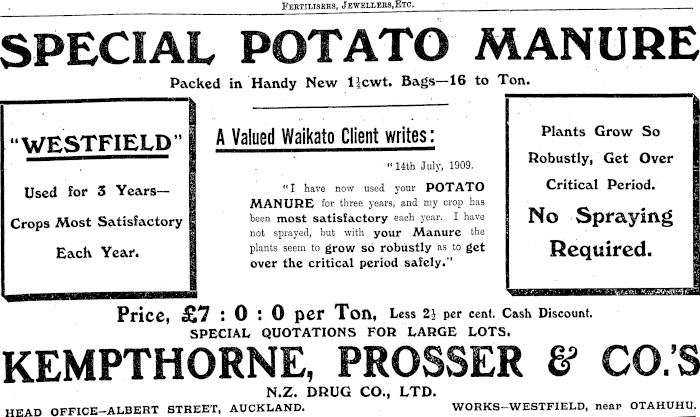 FERTILISERS, JEWELLERS, ETC.
SPECIAL POTATO MANURE
Packed in Handy New 1¼cwt. Bags—16 to Ton.
"WESTFIELD"
Used for 3 Years—
Crops Most Satisfactory
Each Year.
A Valued Waikato Client writes:
"14th July, 1909.
"I have now used your POTATO
MANURE for three years, and my crop has
been most satisfactory each year. I have
not sprayed, but with your Manure the
plants seem to grow so robustly as to get
over the critical period safely."
Plants Grow So
Robustly, Get Over
Critical Period.
No Spraying
Required.
Price, £7 : 0 : 0 per Ton, Less 2½ per cent. Cash Discount.
SPECIAL QUOTATIONS FOR LARGE LOTS.
KEMPTHORNE, PROSSER & CO.'S
N.Z. DRUG CO., LTD.
HEAD OFFICE—ALBERT STREET, AUCKLAND. WORKS—WESTFIELD, near OTAHUHU.